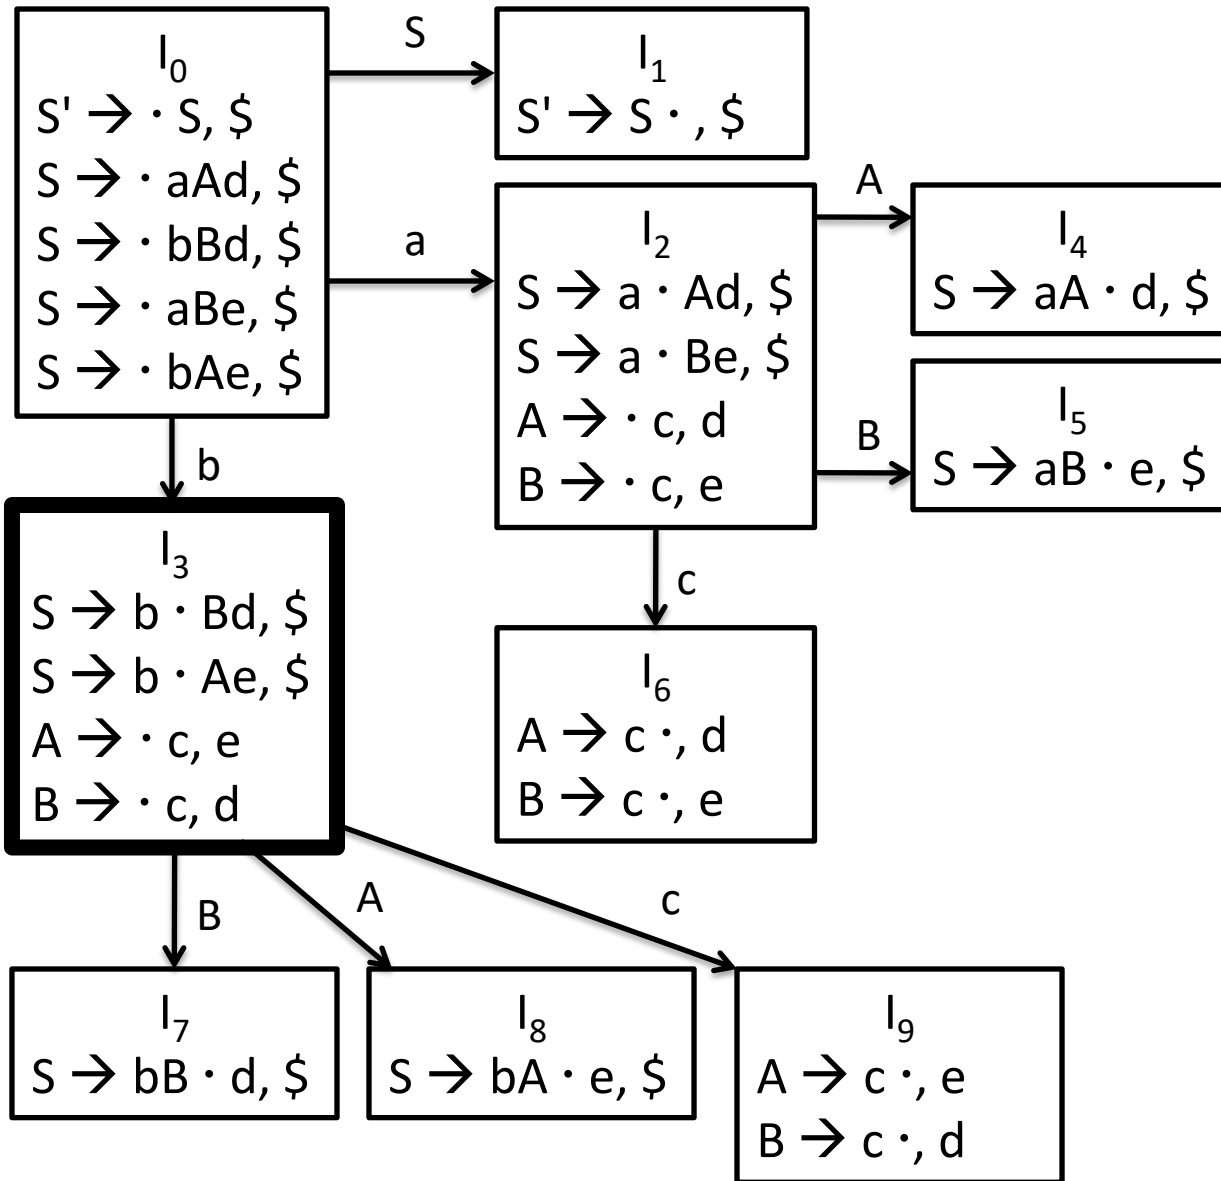 I₀
S' → · S, $
S → · aAd, $
S → · bBd, $
S → · aBe, $
S → · bAe, $
S
I₁
S' → S · , $
a
I₂
S → a · Ad, $
S → a · Be, $
A → · c, d
B → · c, e
A
I₄
S → aA · d, $
B
I₅
S → aB · e, $
b
I₃
S → b · Bd, $
S → b · Ae, $
A → · c, e
B → · c, d
c
I₆
A → c ·, d
B → c ·, e
B
A
c
I₇
S → bB · d, $
I₈
S → bA · e, $
I₉
A → c ·, e
B → c ·, d